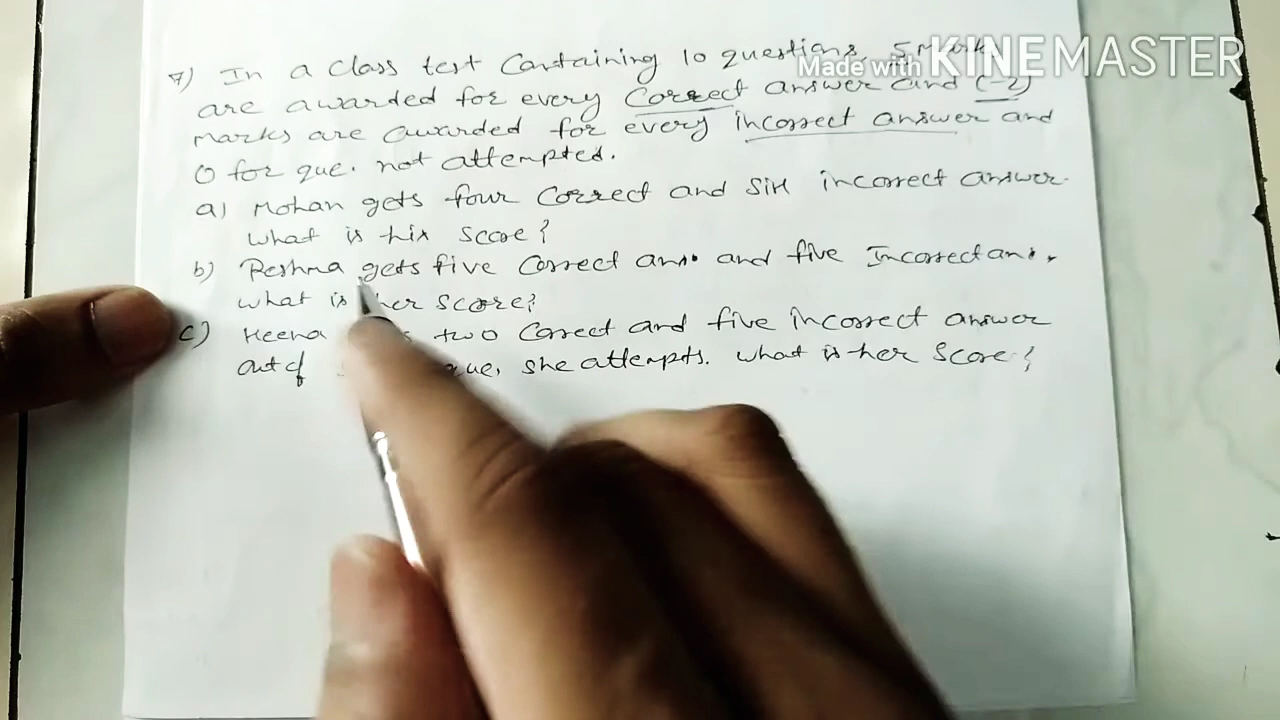 7) In a class test Containing 10 questions 5
are awarded for every Correct answer and (-2)
marks are awarded for every incorrect answer and
0 for que. not attempted.
a) Mohan gets four Correct and Six incorrect answer.
what is his score?
b) Reshma gets five Correct ans. and five Incorrect ans.
what is her score?
c) Heena two Correct and five incorrect answer
out of que, she attempts. what is her score?
Made with KINEMASTER